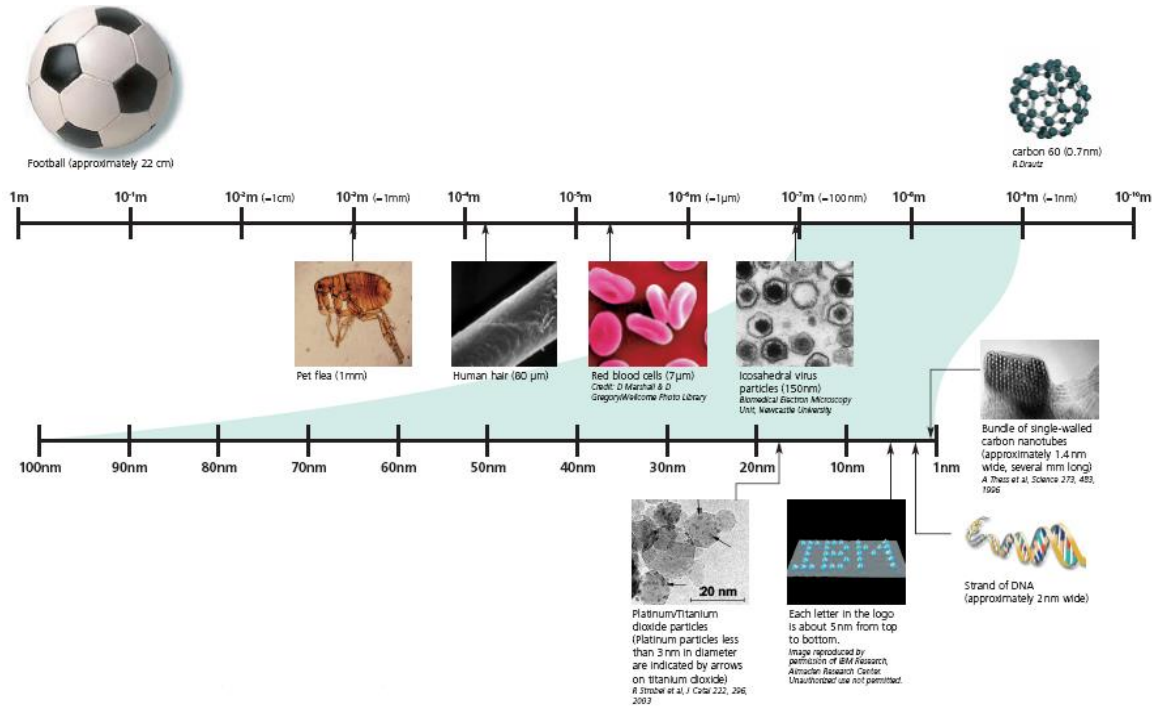 Football (approximately 22 cm)
carbon 60 (0.7nm)
R.Drautz
1m 10⁻¹m 10⁻²m (=1cm) 10⁻³m (=1mm) 10⁻⁴m 10⁻⁵m 10⁻⁶m (=1µm) 10⁻⁷m (=100nm) 10⁻⁸m 10⁻⁹m (=1nm) 10⁻¹⁰m
Pet flea (1mm)
Human hair (80 µm)
Red blood cells (7µm)
Credit: D Marshall & D
Gregory/Wellcome Photo Library
Icosahedral virus
particles (150nm)
Biomedical Electron Microscopy
Unit, Newcastle University
100nm 90nm 80nm 70nm 60nm 50nm 40nm 30nm 20nm 10nm 1nm
Bundle of single-walled
carbon nanotubes
(approximately 1.4 nm
wide, several mm long)
A Thess et al, Science 273, 483,
1996
20 nm
Platinum/Titanium
dioxide particles
(Platinum particles less
than 3 nm in diameter
are indicated by arrows
on titanium dioxide)
R Strobel et al, J Catal 222, 296,
2003
IBM
Each letter in the logo
is about 5nm from top
to bottom.
Image reproduced by
permission of IBM Research,
Almaden Research Center.
Unauthorized use not permitted.
Strand of DNA
(approximately 2nm wide)